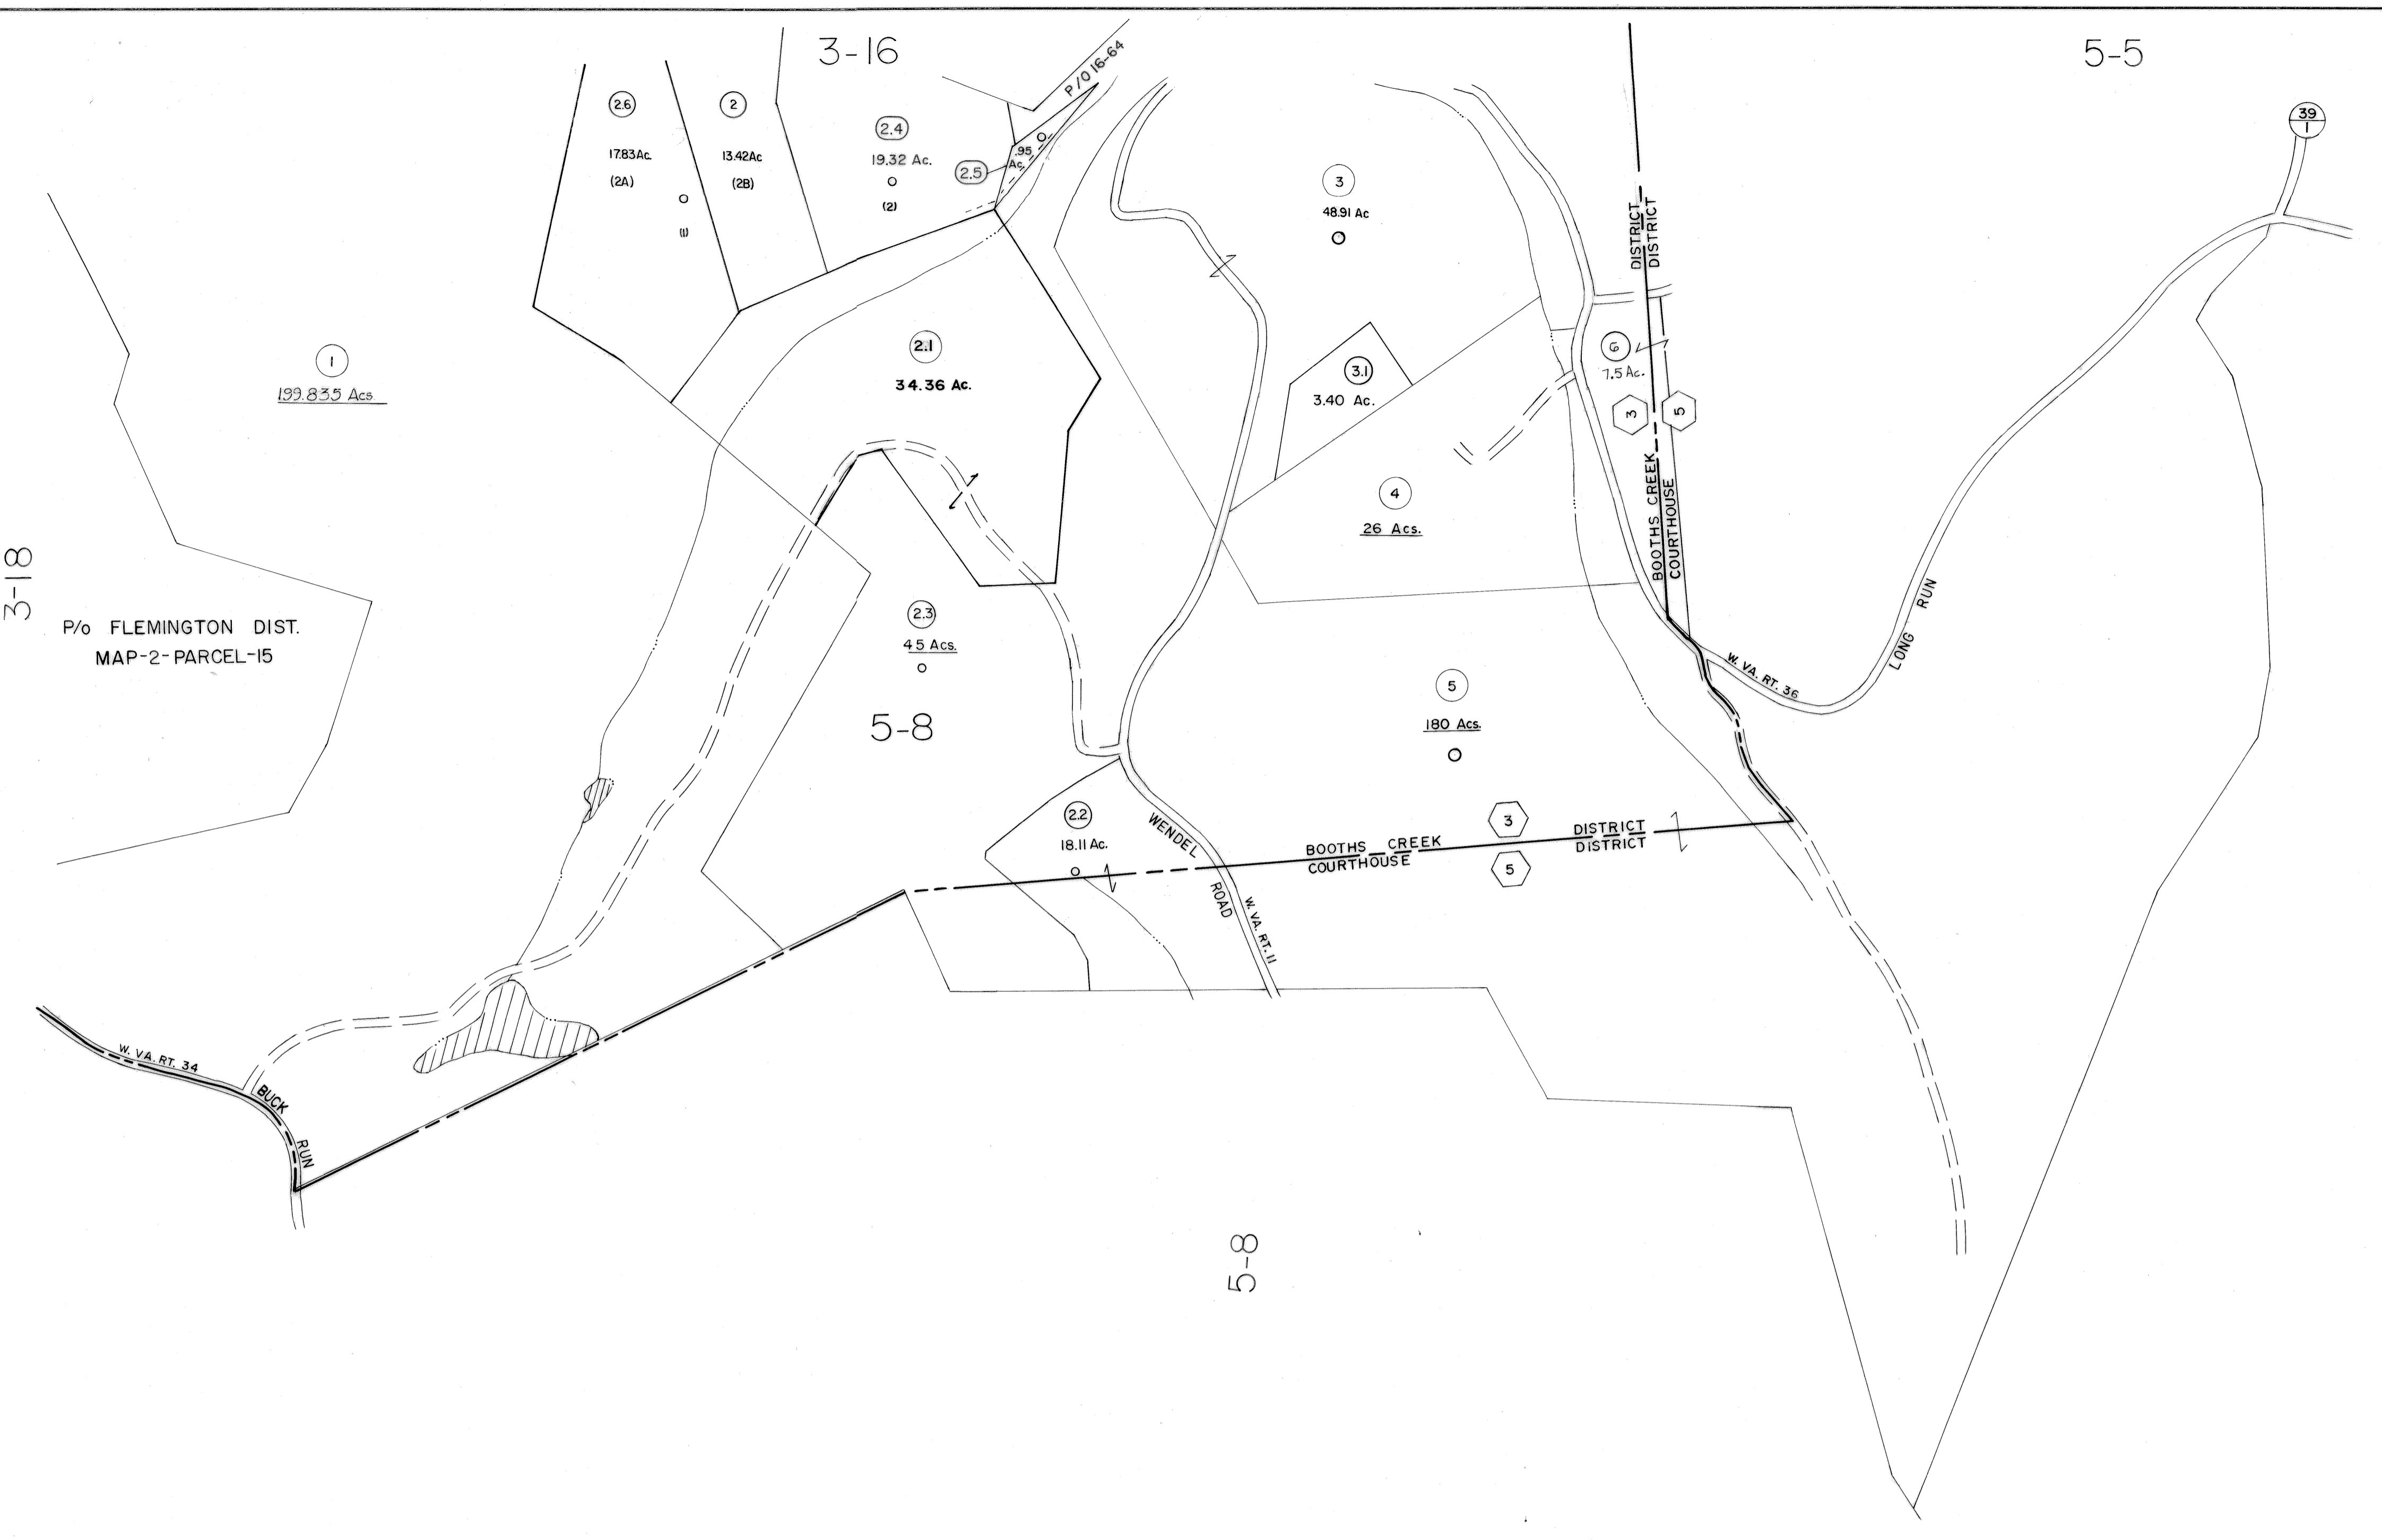 3-16
5-5
P/O 16-64
39
1
2.6
17.83Ac.
(2A)
(1)
2
13.42Ac
(2B)
2.4
19.32 Ac.
(2)
2.5
.95
Ac.
3
48.91 Ac
DISTRICT
DISTRICT
1
199.835 Acs.
2.1
34.36 Ac.
3.1
3.40 Ac.
6
7.5 Ac.
3
5
BOOTHS CREEK
COURTHOUSE
4
26 Acs.
3-18
P/o FLEMINGTON DIST.
MAP-2-PARCEL-15
2.3
45 Acs.
5-8
5
180 Acs.
W. VA. RT. 36
LONG RUN
2.2
18.11 Ac.
WENDEL
ROAD
W. VA. RT. 11
3
BOOTHS CREEK DISTRICT
COURTHOUSE DISTRICT
5
W. VA. RT. 34
BUCK
RUN
5-8